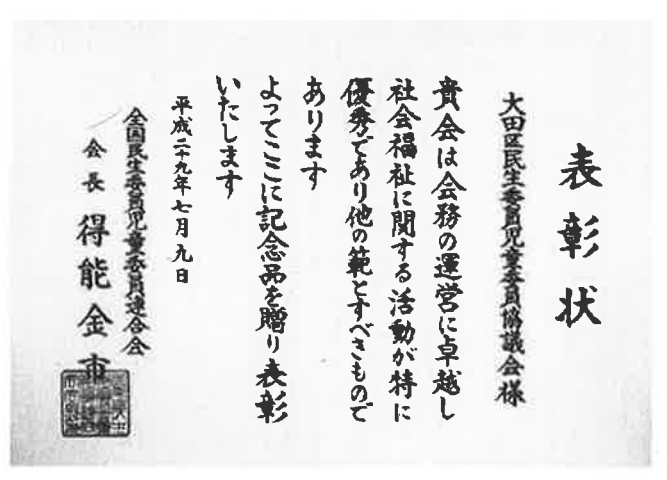 表彰状
大田区民生委員児童委員協議会様
貴会は会務の運営に卓越し
社会福祉に関する活動が特に
優秀であり他の範とすべきもので
あります
よってここに記念品を贈り表彰
いたします
平成二十九年七月九日
全国民生委員児童委員連合会
会長 得能金市